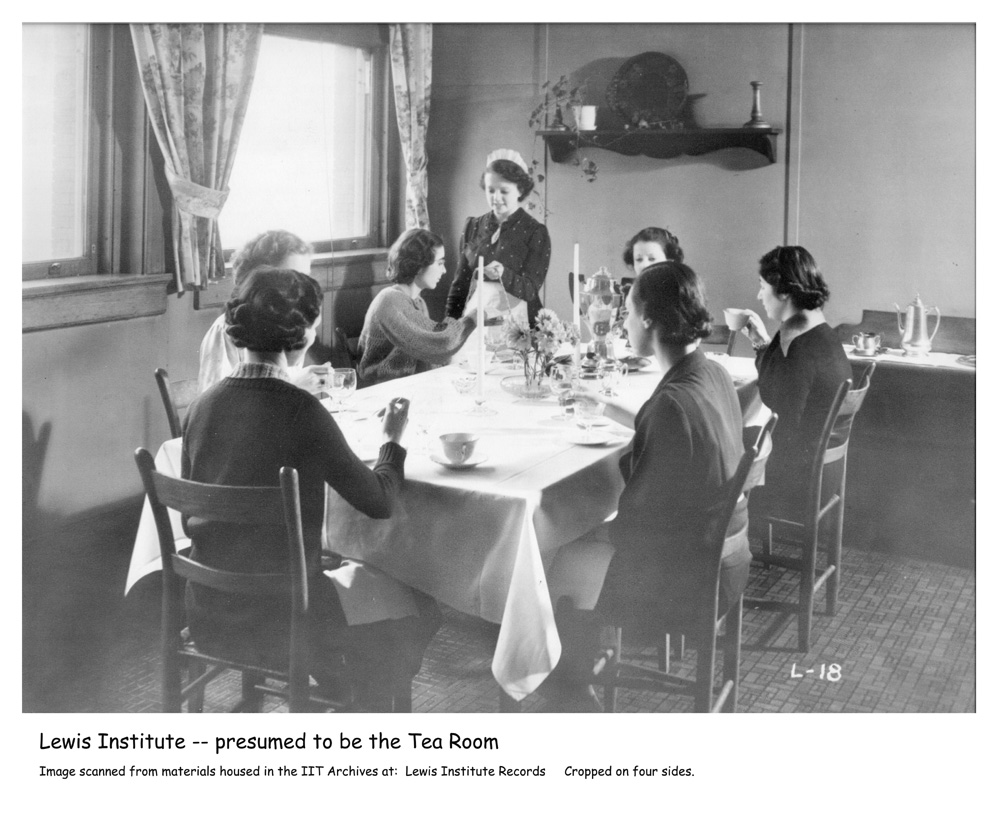 L-18
Lewis Institute -- presumed to be the Tea Room
Image scanned from materials housed in the IIT Archives at: Lewis Institute Records Cropped on four sides.